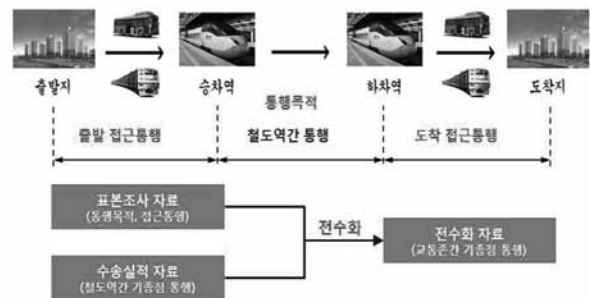 출발지 승차역 하차역 도착지
통행목적
출발 접근통행 철도역간 통행 도착 접근통행
표본조사 자료
(통행목적, 접근통행)
전수화
전수화 자료
(교통존간 기종점 통행)
수송실적 자료
(철도역간 기종점 통행)